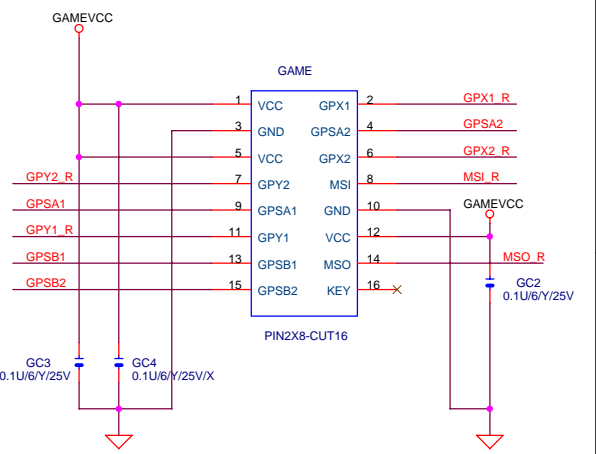 GAMEVCC
GAME
1 VCC GPX1 2 GPX1_R
3 GND GPSA2 4 GPSA2
5 VCC GPX2 6 GPX2_R
GPY2_R 7 GPY2 MSI 8 MSI_R
GPSA1 9 GPSA1 GND 10 GAMEVCC
GPY1_R 11 GPY1 VCC 12
GPSB1 13 GPSB1 MSO 14 MSO_R
GPSB2 15 GPSB2 KEY 16
GC2
0.1U/6/Y/25V
PIN2X8-CUT16
GC3
0.1U/6/Y/25V
GC4
0.1U/6/Y/25V/X